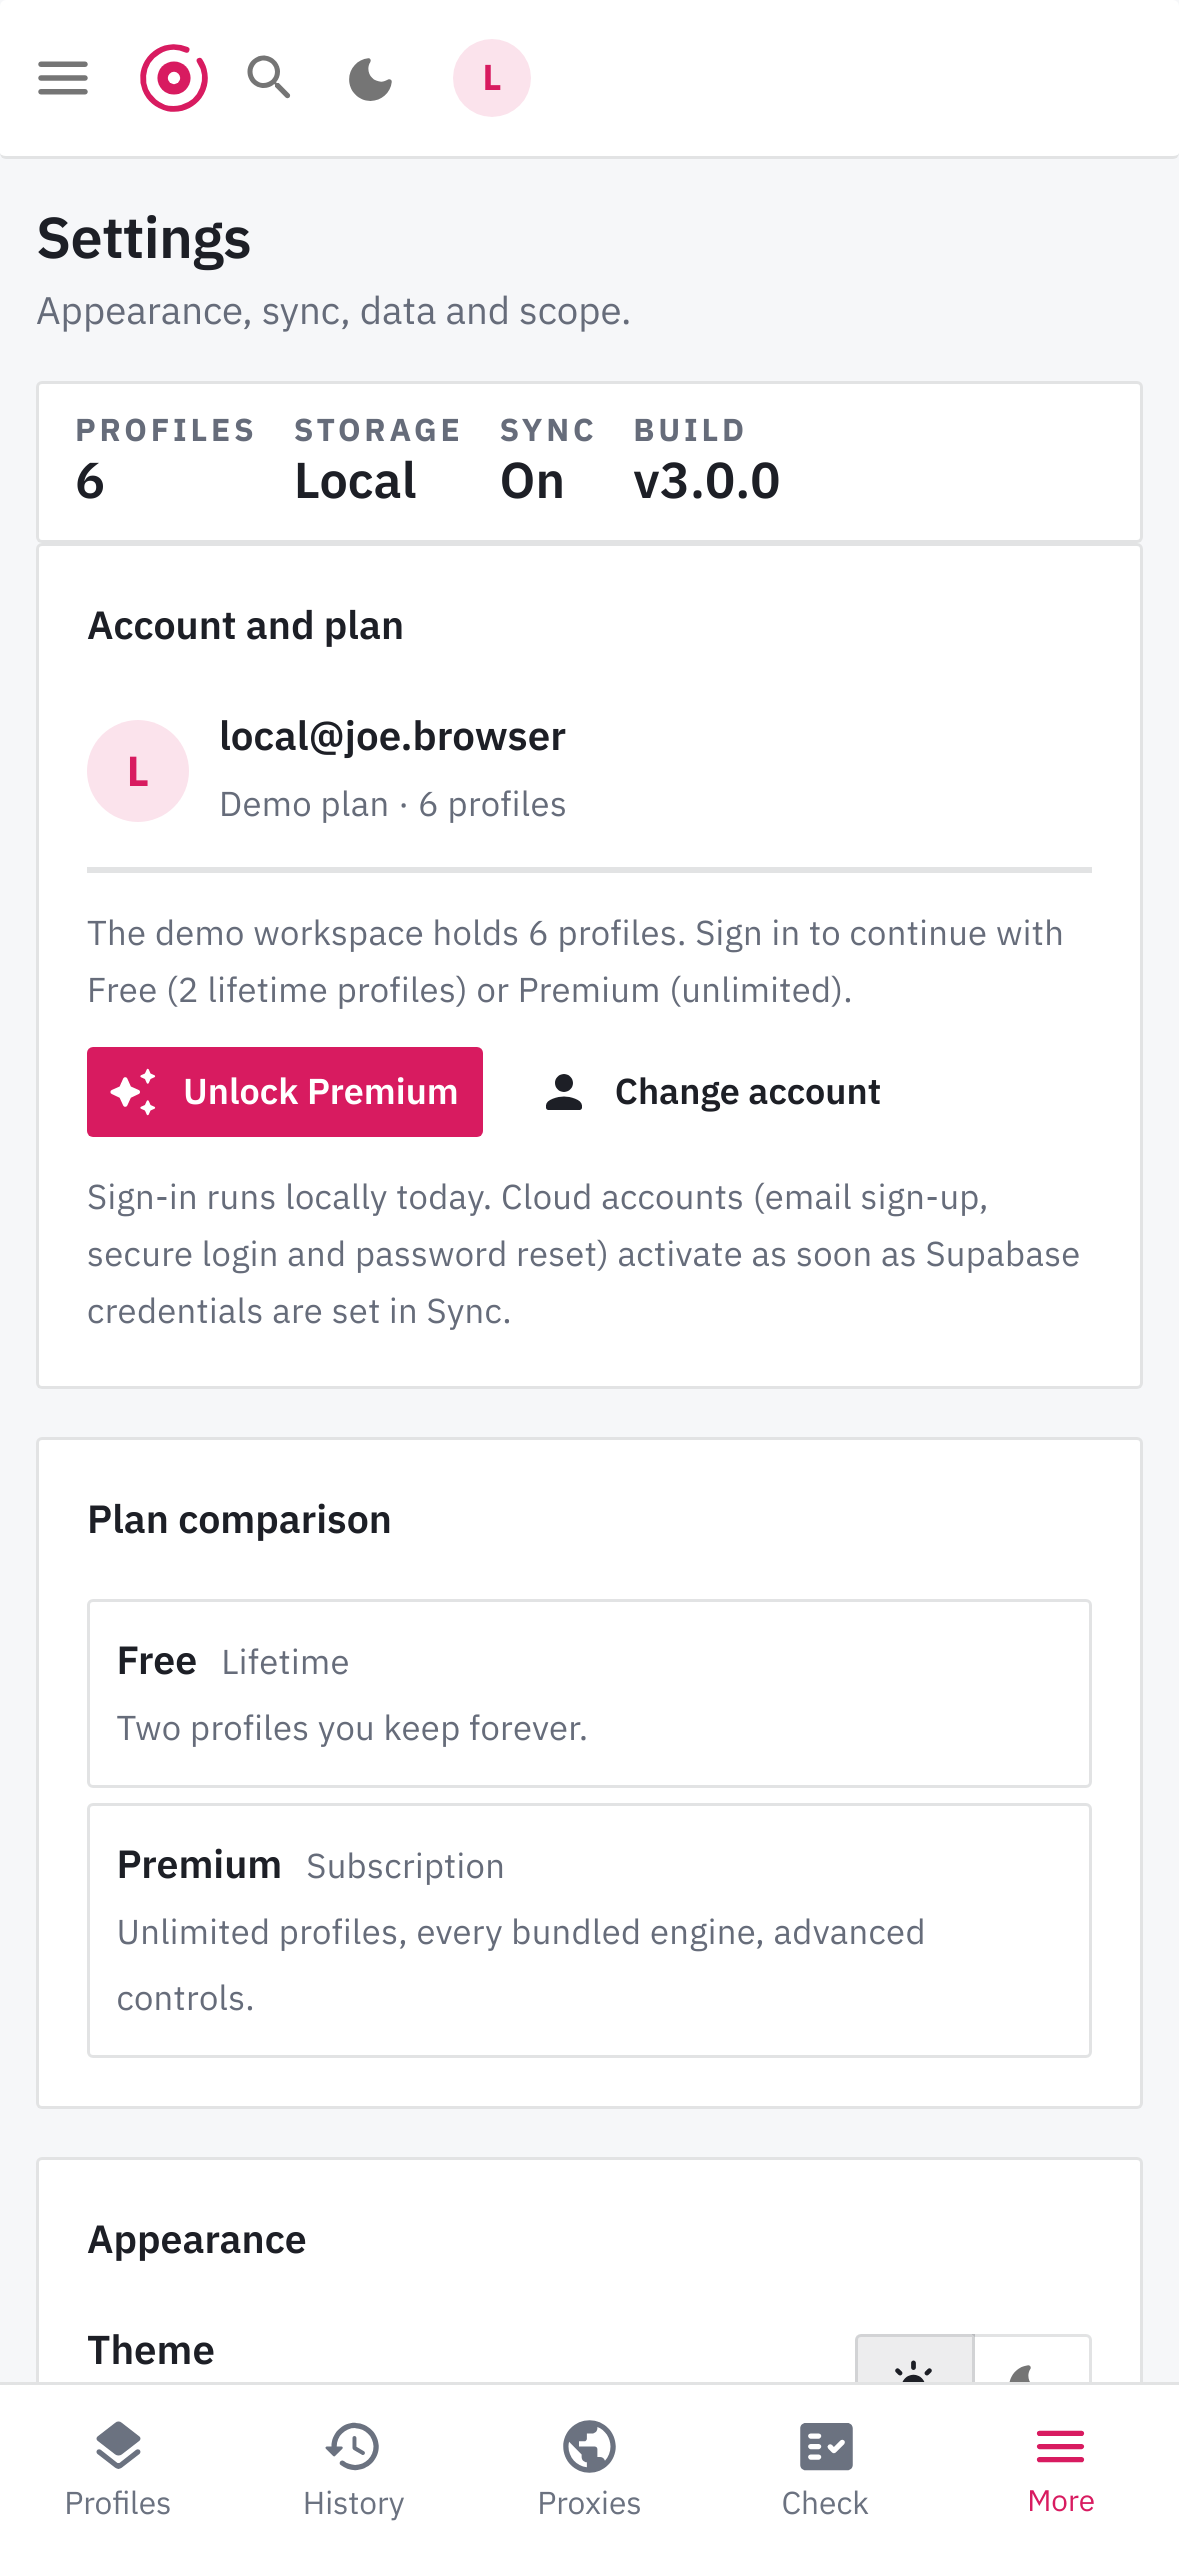 L
Settings
Appearance, sync, data and scope.
PROFILES STORAGE SYNC BUILD
6 Local On v3.0.0
Account and plan
L
local@joe.browser
Demo plan · 6 profiles
The demo workspace holds 6 profiles. Sign in to continue with
Free (2 lifetime profiles) or Premium (unlimited).
Unlock Premium Change account
Sign-in runs locally today. Cloud accounts (email sign-up,
secure login and password reset) activate as soon as Supabase
credentials are set in Sync.
Plan comparison
Free Lifetime
Two profiles you keep forever.
Premium Subscription
Unlimited profiles, every bundled engine, advanced
controls.
Appearance
Theme
Profiles History Proxies Check More